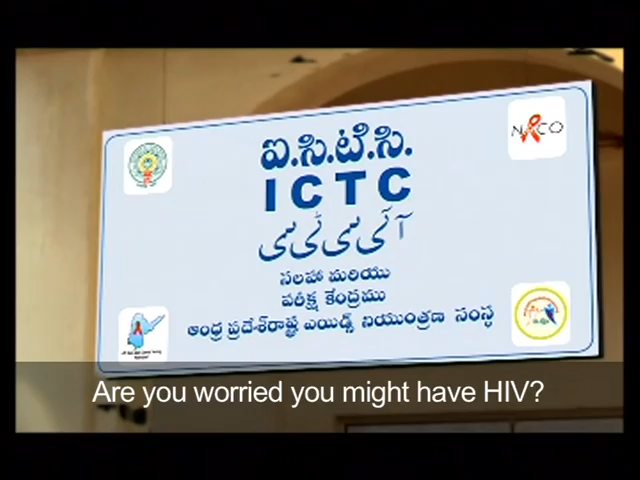 ఐ.సి.టి.సి.
NACO
ICTC
آئی سی ٹی سی
సలహా మరియు
పరీక్ష కేంద్రము
ఆంధ్ర ప్రదేశ్‌రాష్ట్ర ఎయిడ్స్ నియంత్రణ సంస్థ
Are you worried you might have HIV?